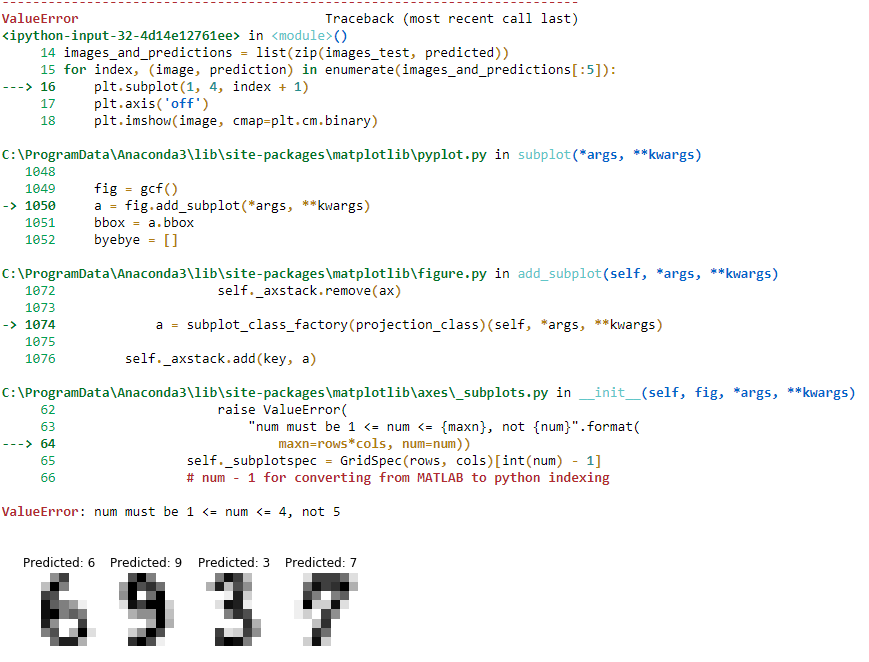 ---------------------------------------------------------------------------
ValueError                                Traceback (most recent call last)
<ipython-input-32-4d14e12761ee> in <module>()
     14 images_and_predictions = list(zip(images_test, predicted))
     15 for index, (image, prediction) in enumerate(images_and_predictions[:5]):
---> 16     plt.subplot(1, 4, index + 1)
     17     plt.axis('off')
     18     plt.imshow(image, cmap=plt.cm.binary)
C:\ProgramData\Anaconda3\lib\site-packages\matplotlib\pyplot.py in subplot(*args, **kwargs)
   1048
   1049     fig = gcf()
-> 1050     a = fig.add_subplot(*args, **kwargs)
   1051     bbox = a.bbox
   1052     byebye = []
C:\ProgramData\Anaconda3\lib\site-packages\matplotlib\figure.py in add_subplot(self, *args, **kwargs)
   1072                     self._axstack.remove(ax)
   1073
-> 1074             a = subplot_class_factory(projection_class)(self, *args, **kwargs)
   1075
   1076         self._axstack.add(key, a)
C:\ProgramData\Anaconda3\lib\site-packages\matplotlib\axes\_subplots.py in __init__(self, fig, *args, **kwargs)
     62                     raise ValueError(
     63                         "num must be 1 <= num <= {maxn}, not {num}".format(
---> 64                             maxn=rows*cols, num=num))
     65                 self._subplotspec = GridSpec(rows, cols)[int(num) - 1]
     66                 # num - 1 for converting from MATLAB to python indexing
ValueError: num must be 1 <= num <= 4, not 5
Predicted: 6 Predicted: 9 Predicted: 3 Predicted: 7
6 9 3 7